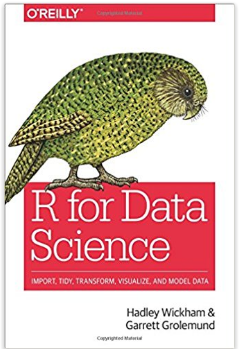 O'REILLY®
R for Data
Science
IMPORT, TIDY, TRANSFORM, VISUALIZE, AND MODEL DATA
Hadley Wickham &
Garrett Grolemund